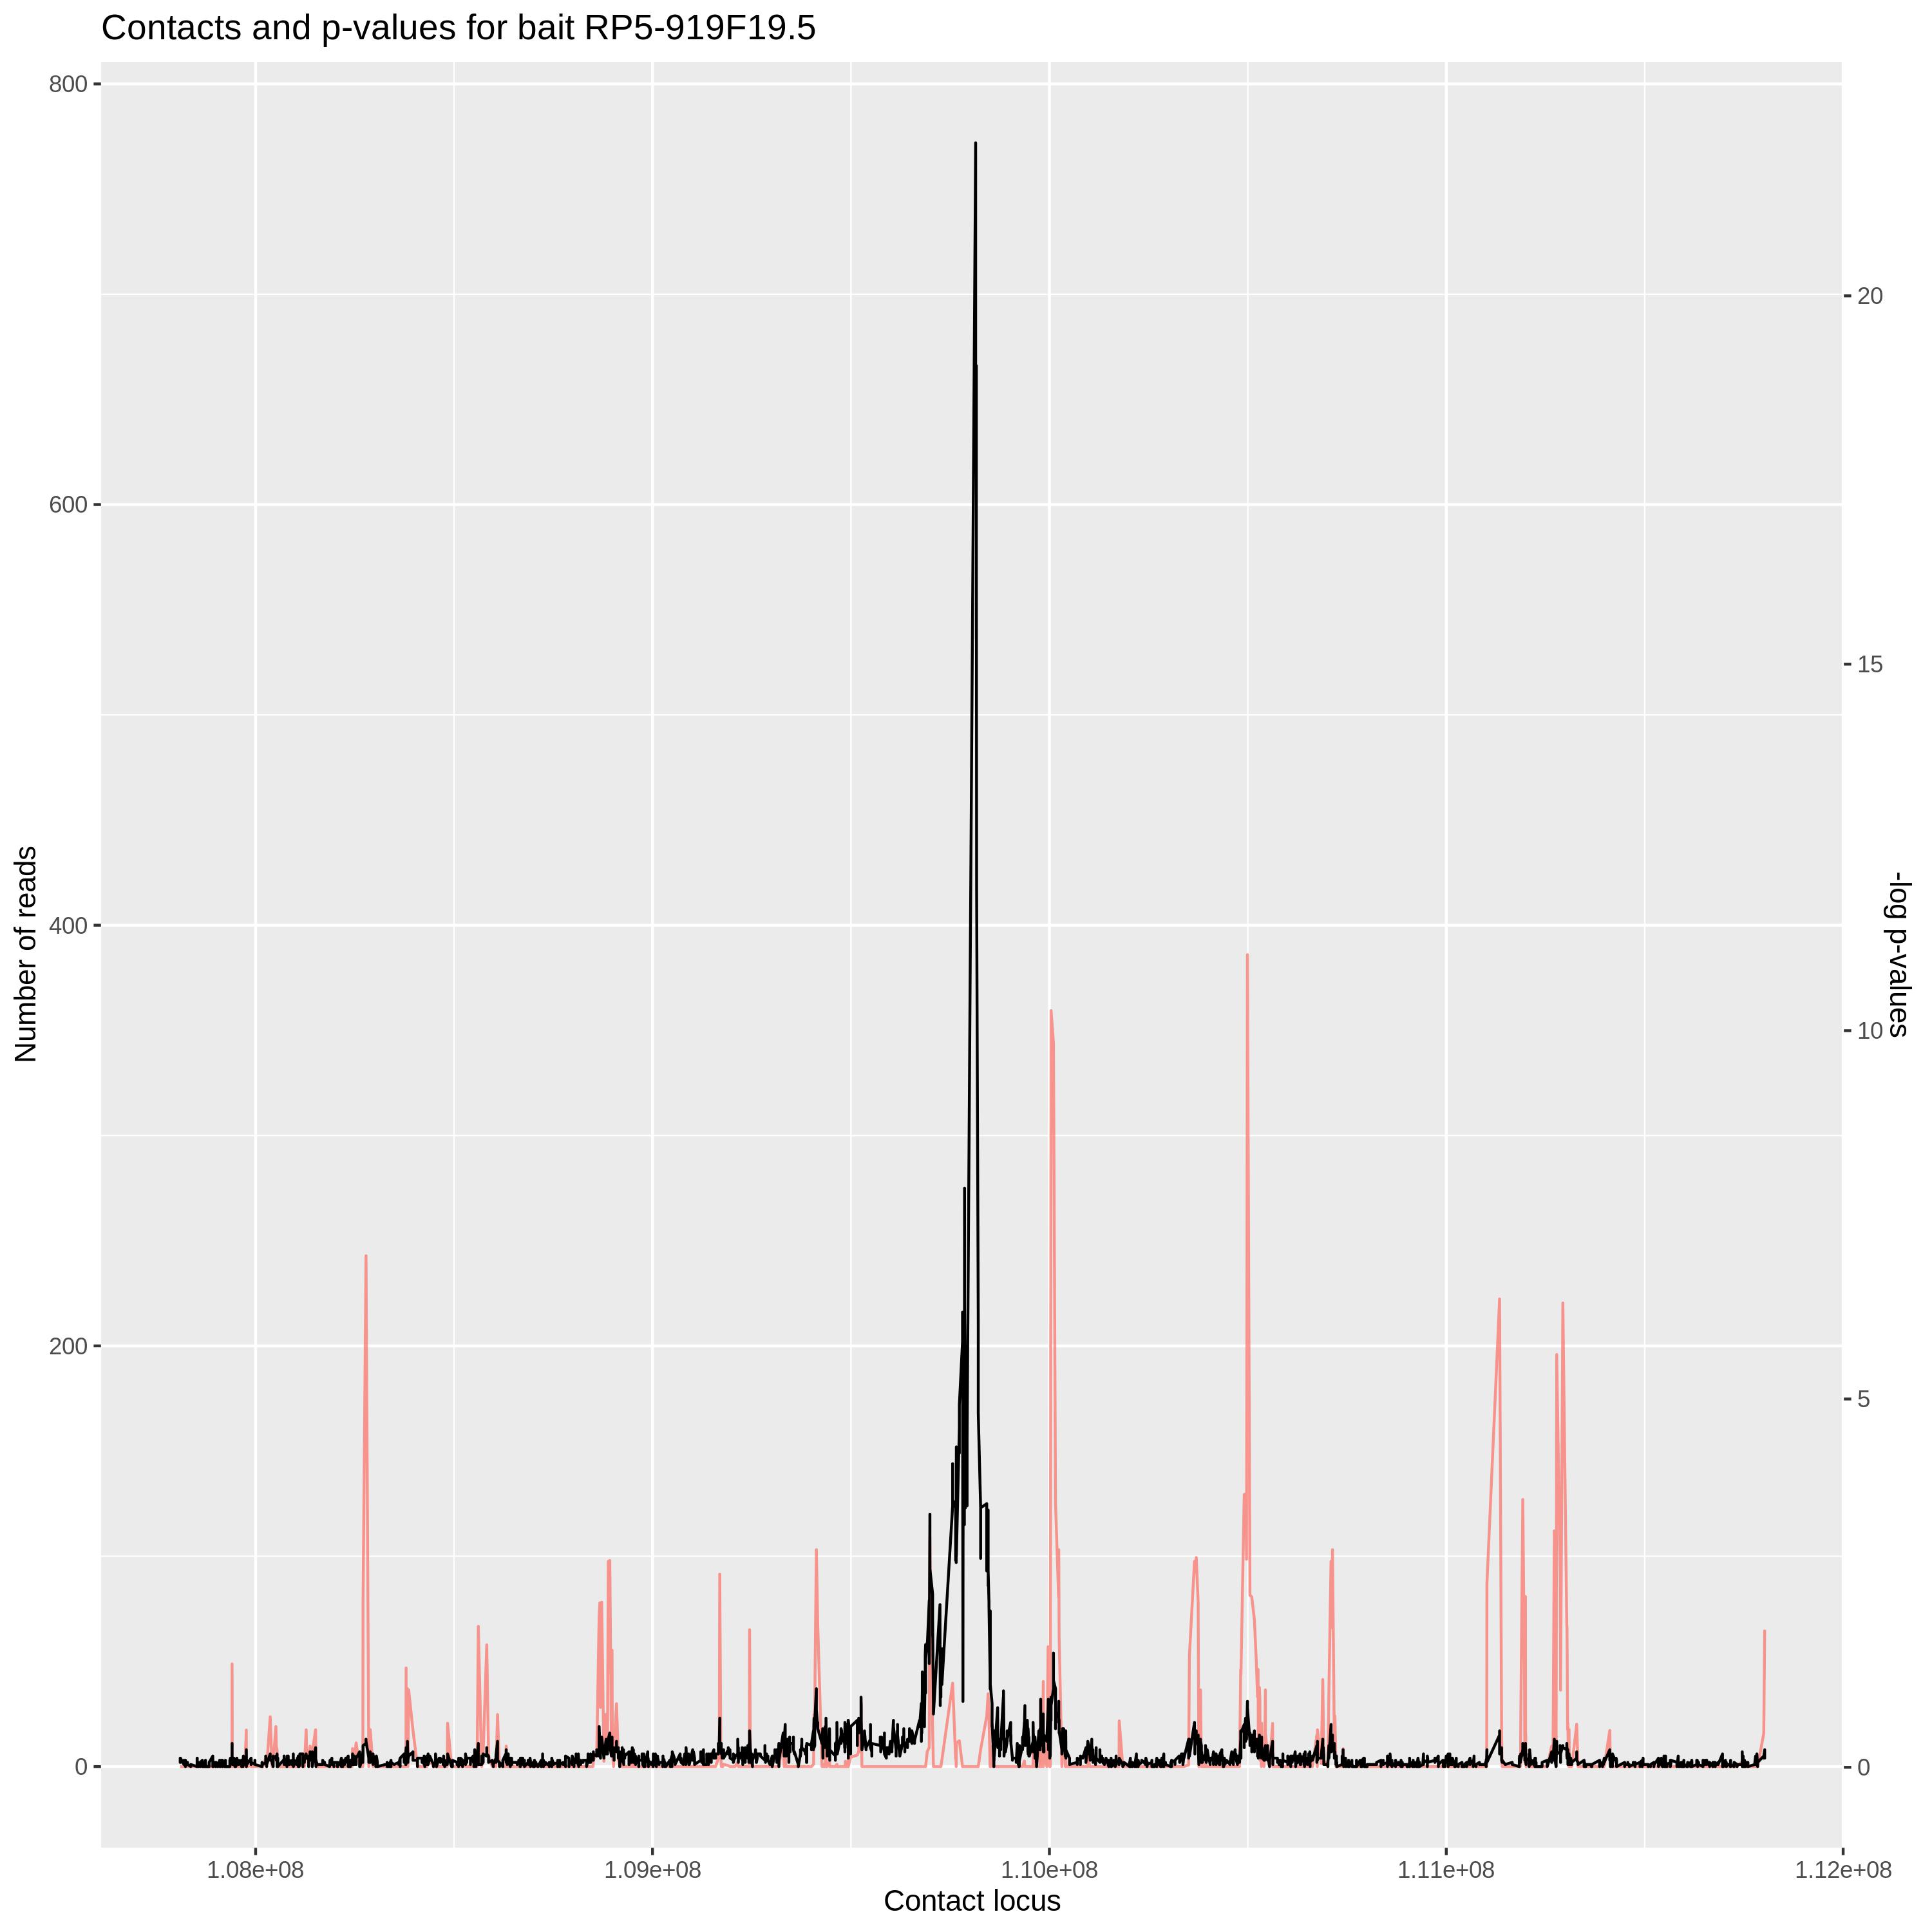 Contacts and p-values for bait RP5-919F19.5
800
600
400
200
0
Number of reads
20
15
10
5
0
-log p-values
1.08e+08
1.09e+08
1.10e+08
1.11e+08
1.12e+08
Contact locus